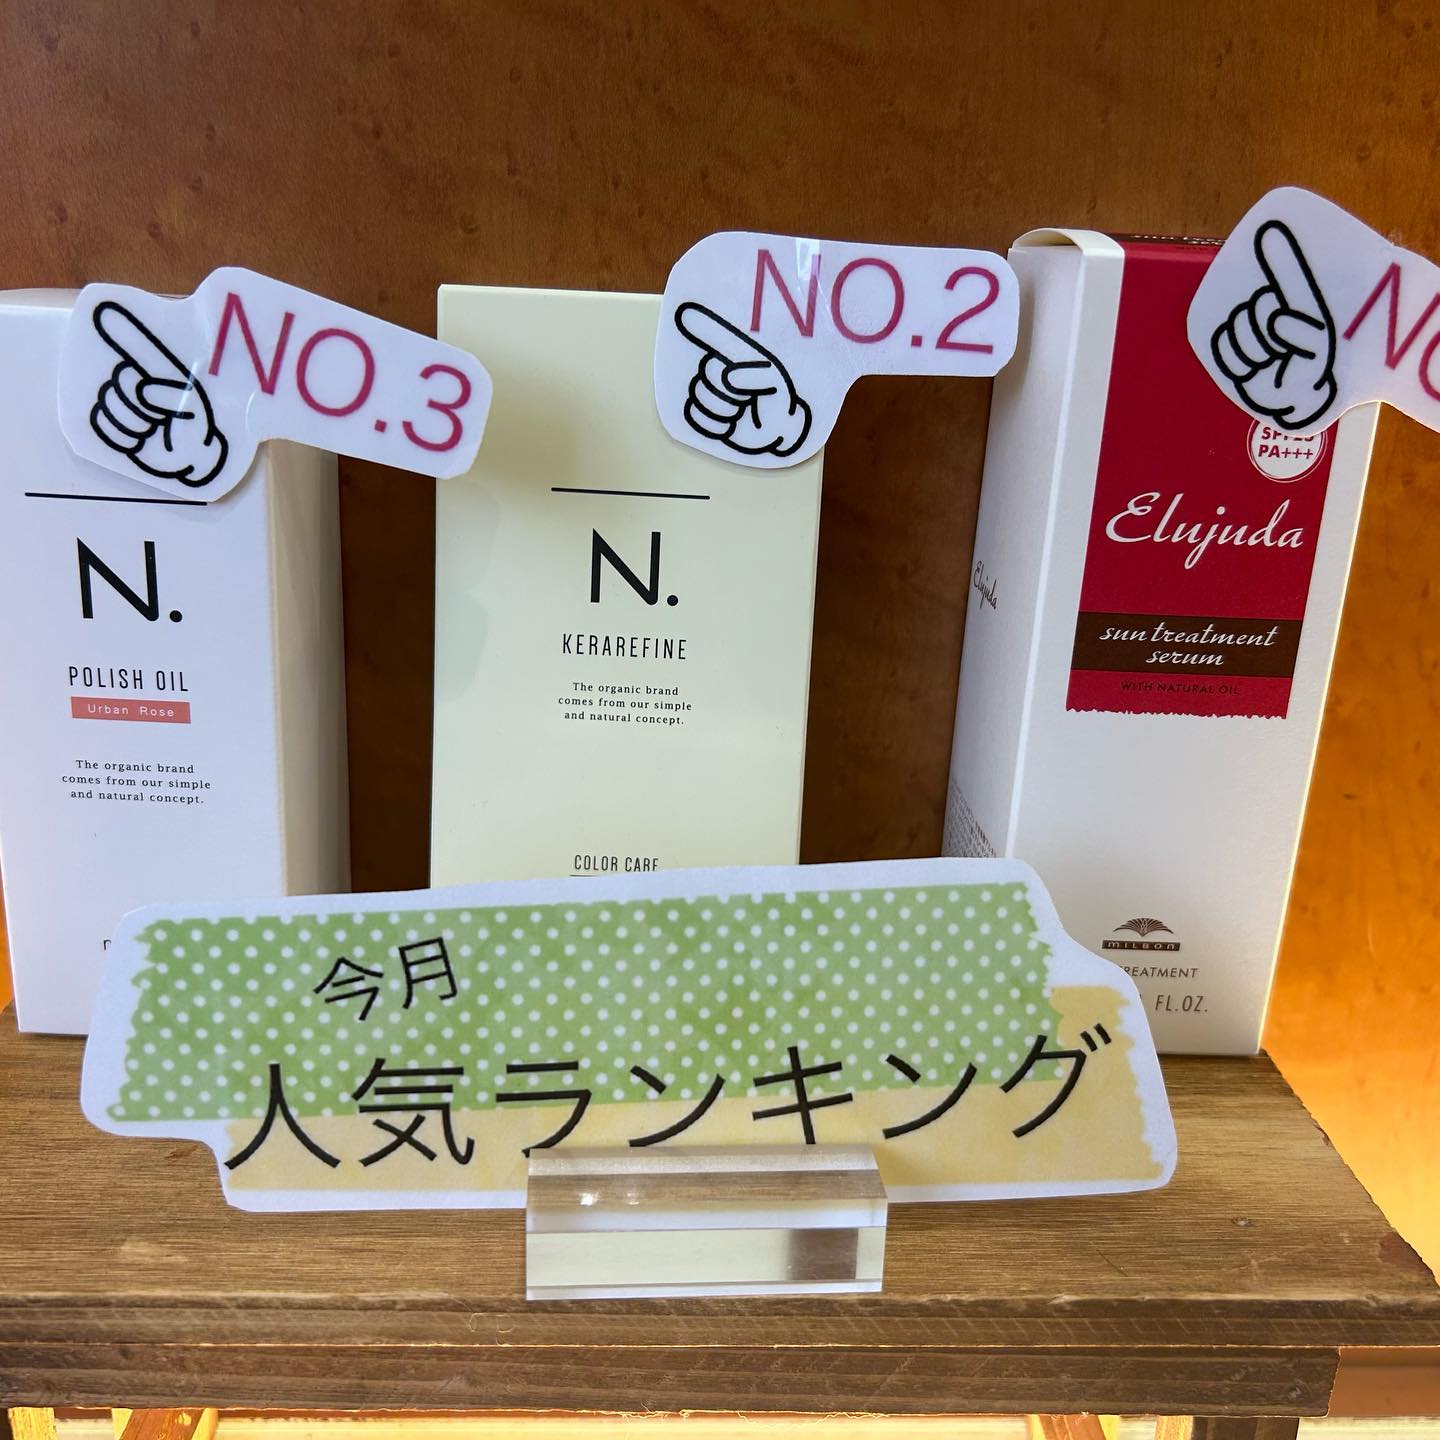 NO.3
N.
POLISH OIL
Urban Rose
The organic brand
comes from our simple
and natural concept.
NO.2
N.
KERAREFINE
The organic brand
comes from our simple
and natural concept.
COLOR CARE
PA+++
Elujuda
sun treatment
serum
WITH NATURAL OIL
Elujuda
MILBON
FL.OZ.
今月
人気ランキング